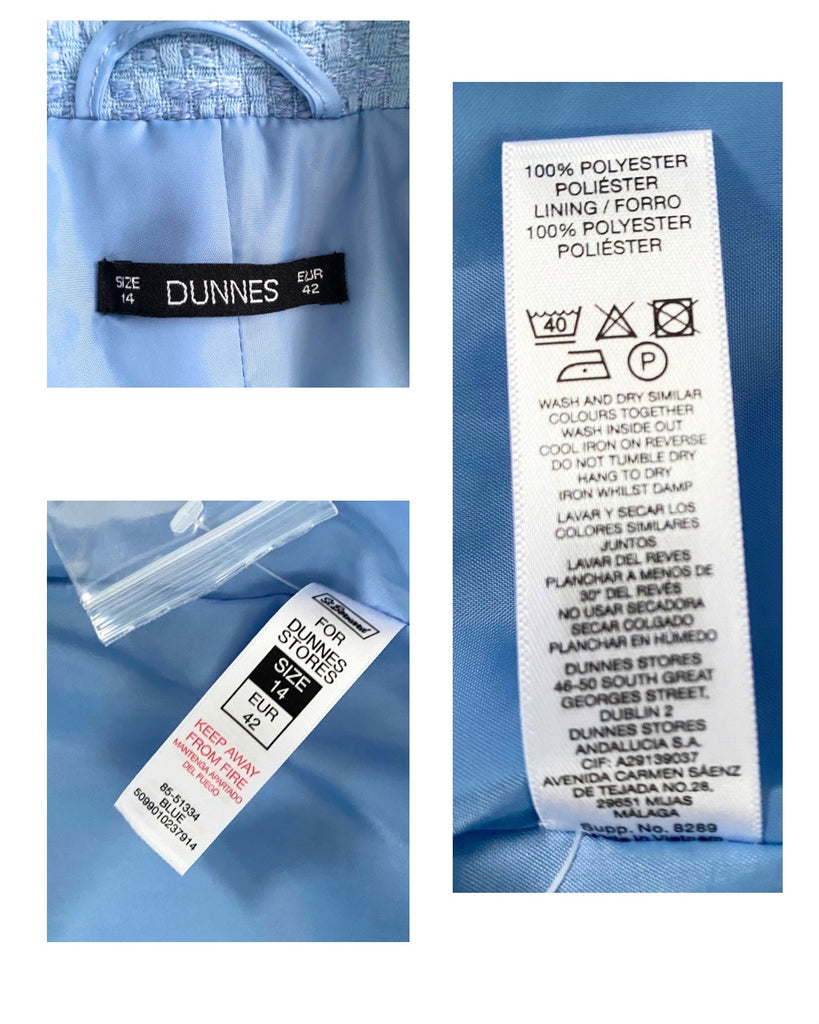 SIZE
14
DUNNES
EUR
42
100% POLYESTER
POLIÉSTER
LINING / FORRO
100% POLYESTER
POLIÉSTER
40
P
WASH AND DRY SIMILAR
COLOURS TOGETHER
WASH INSIDE OUT
COOL IRON ON REVERSE
DO NOT TUMBLE DRY
HANG TO DRY
IRON WHILST DAMP
LAVAR Y SECAR LOS
COLORES SIMILARES
JUNTOS
LAVAR DEL REVES
PLANCHAR A MENOS DE
30° DEL REVÉS
NO USAR SECADORA
SECAR COLGADO
PLANCHAR EN HÚMEDO
DUNNES STORES
46-50 SOUTH GREAT
GEORGES STREET,
DUBLIN 2
DUNNES STORES
ANDALUCIA S.A.
CIF: A29139037
AVENIDA CARMEN SÁENZ
DE TEJADA NO.28,
29651 MIJAS
MÁLAGA
Supp. No. 8289
Made in Vietnam
St Bernard
FOR
DUNNES
STORES
SIZE
14
EUR
42
KEEP AWAY
FROM FIRE
MANTENGA APARTADO
DEL FUEGO
85-51334
BLUE
5099010237914